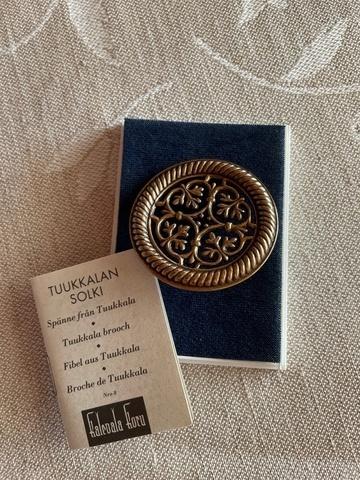 TUUKKALAN
SOLKI
Spänne från Tuukkala
Tuukkala brooch
Fibel aus Tuukkala
Broche de Tuukkala
Nro 8
Kalevala Koru